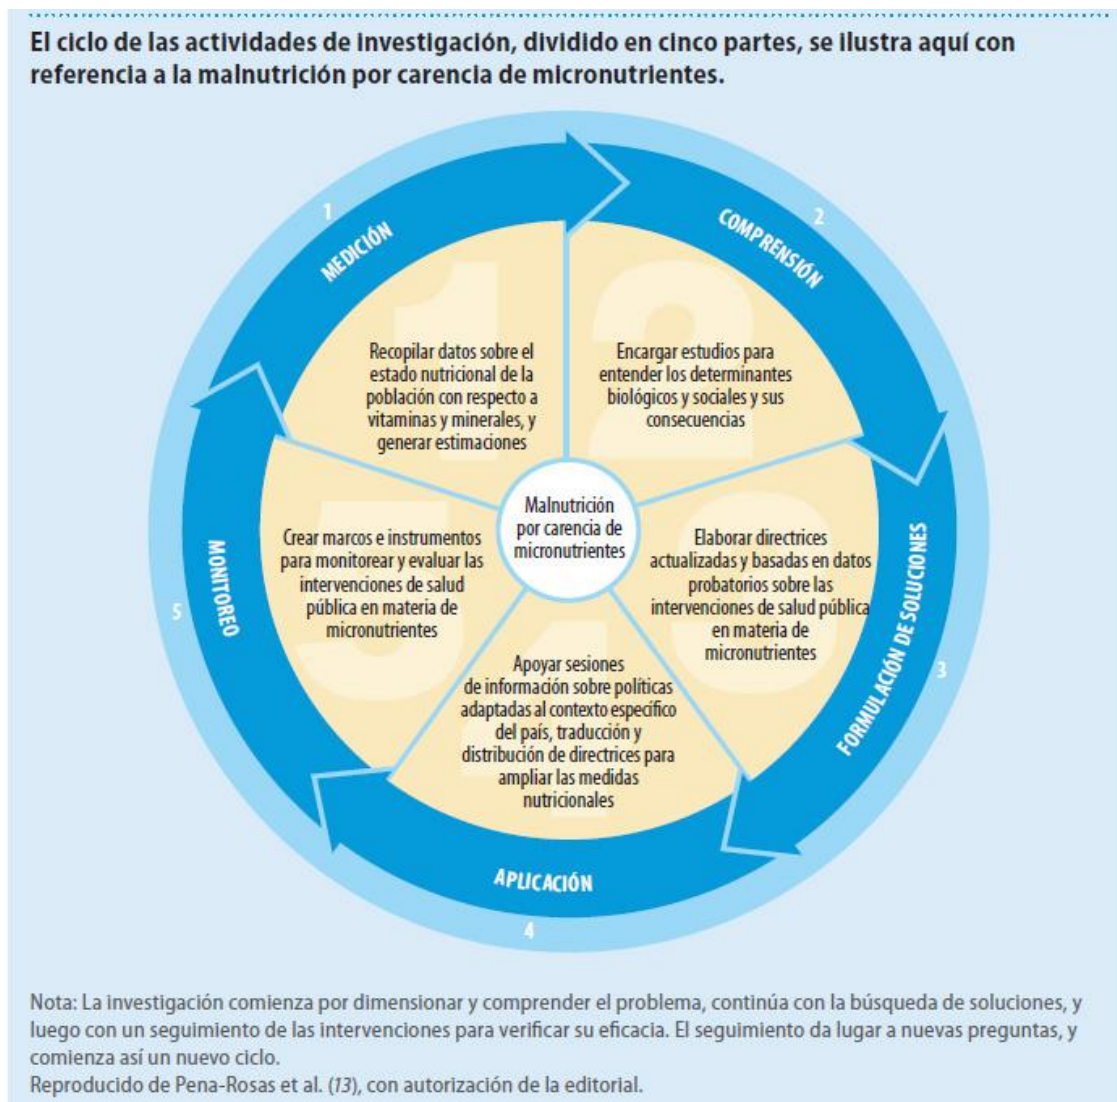 El ciclo de las actividades de investigación, dividido en cinco partes, se ilustra aquí con
referencia a la malnutrición por carencia de micronutrientes.
1
MEDICIÓN
2
COMPRENSIÓN
1
Recopilar datos sobre el
estado nutricional de la
población con respecto a
vitaminas y minerales, y
generar estimaciones
2
Encargar estudios para
entender los determinantes
biológicos y sociales y sus
consecuencias
Malnutrición
por carencia de
micronutrientes
5
Crear marcos e instrumentos
para monitorear y evaluar las
intervenciones de salud
pública en materia de
micronutrientes
3
Elaborar directrices
actualizadas y basadas en datos
probatorios sobre las
intervenciones de salud pública
en materia de
micronutrientes
4
Apoyar sesiones
de información sobre políticas
adaptadas al contexto específico
del país, traducción y
distribución de directrices para
ampliar las medidas
nutricionales
FORMULACIÓN DE SOLUCIONES
3
APLICACIÓN
4
MONITOREO
5
Nota: La investigación comienza por dimensionar y comprender el problema, continúa con la búsqueda de soluciones, y
luego con un seguimiento de las intervenciones para verificar su eficacia. El seguimiento da lugar a nuevas preguntas, y
comienza así un nuevo ciclo.
Reproducido de Pena-Rosas et al. (13), con autorización de la editorial.